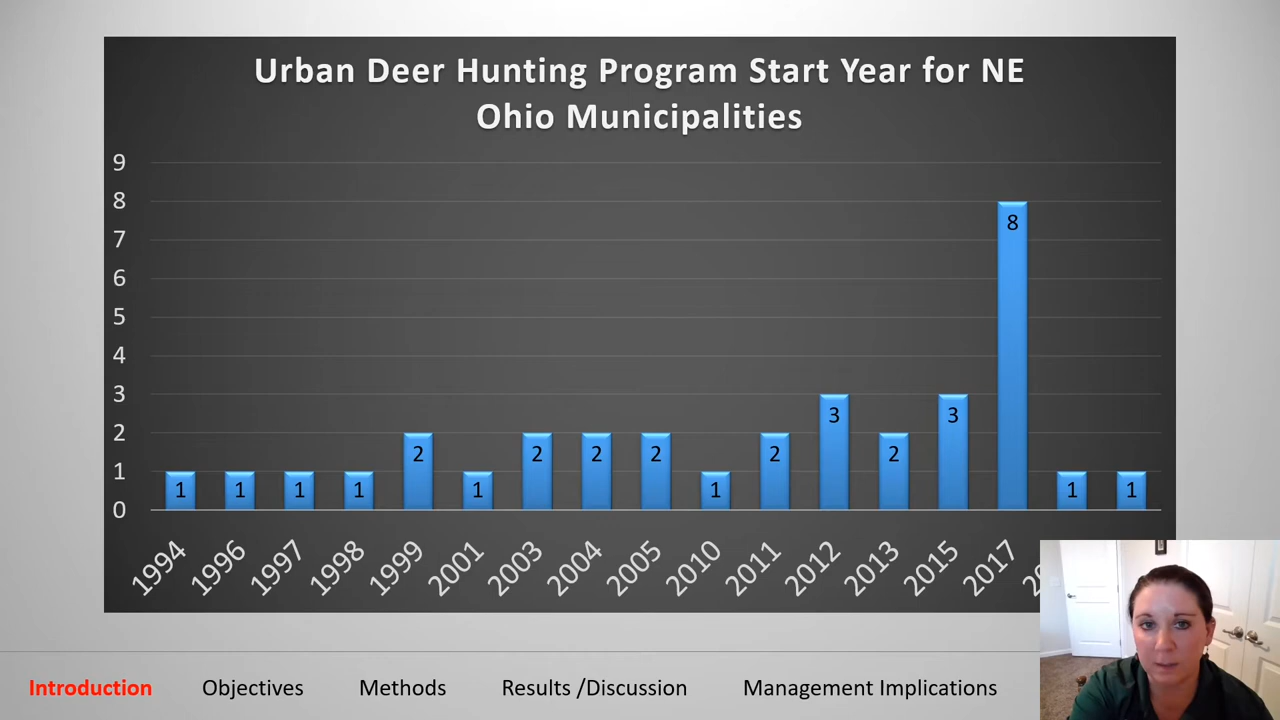 Urban Deer Hunting Program Start Year for NE
Ohio Municipalities
9
8
7
6
5
4
3
2
1
0
1 1 1 1 2 1 2 2 2 1 2 3 2 3 8 1 1
1994 1996 1997 1998 1999 2001 2003 2004 2005 2010 2011 2012 2013 2015 2017
Introduction Objectives Methods Results /Discussion Management Implications